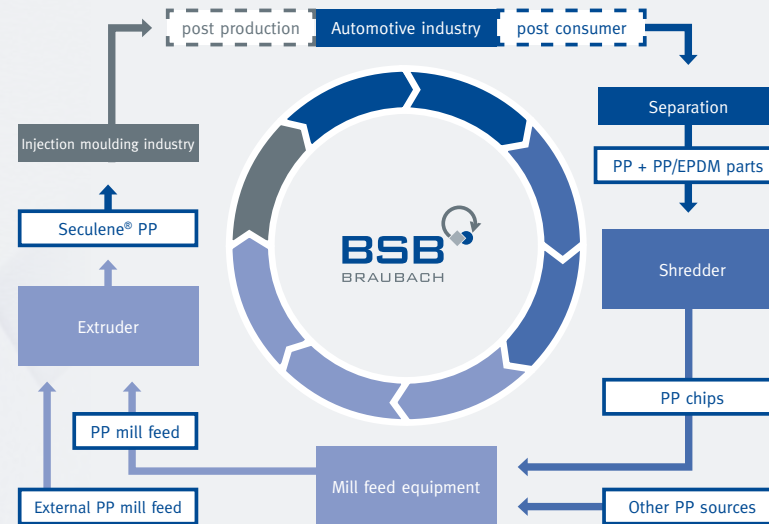 post production
Automotive industry
post consumer
Separation
Injection moulding industry
PP + PP/EPDM parts
Seculene® PP
BSB
BRAUBACH
Shredder
Extruder
PP chips
PP mill feed
Mill feed equipment
External PP mill feed
Other PP sources